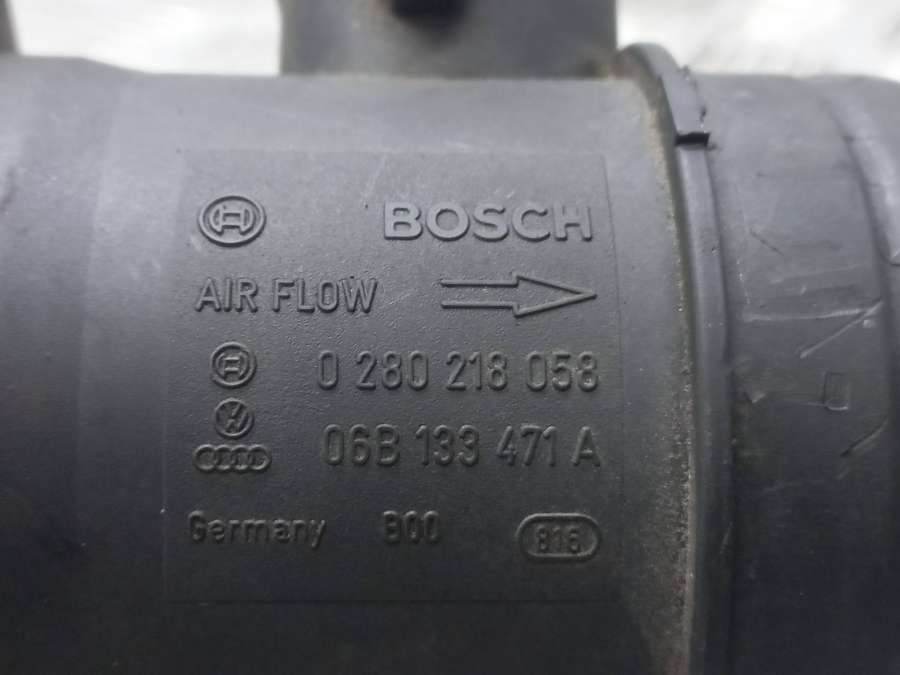 BOSCH
AIR FLOW
0 280 218 058
06B 133 471 A
Germany B00 816